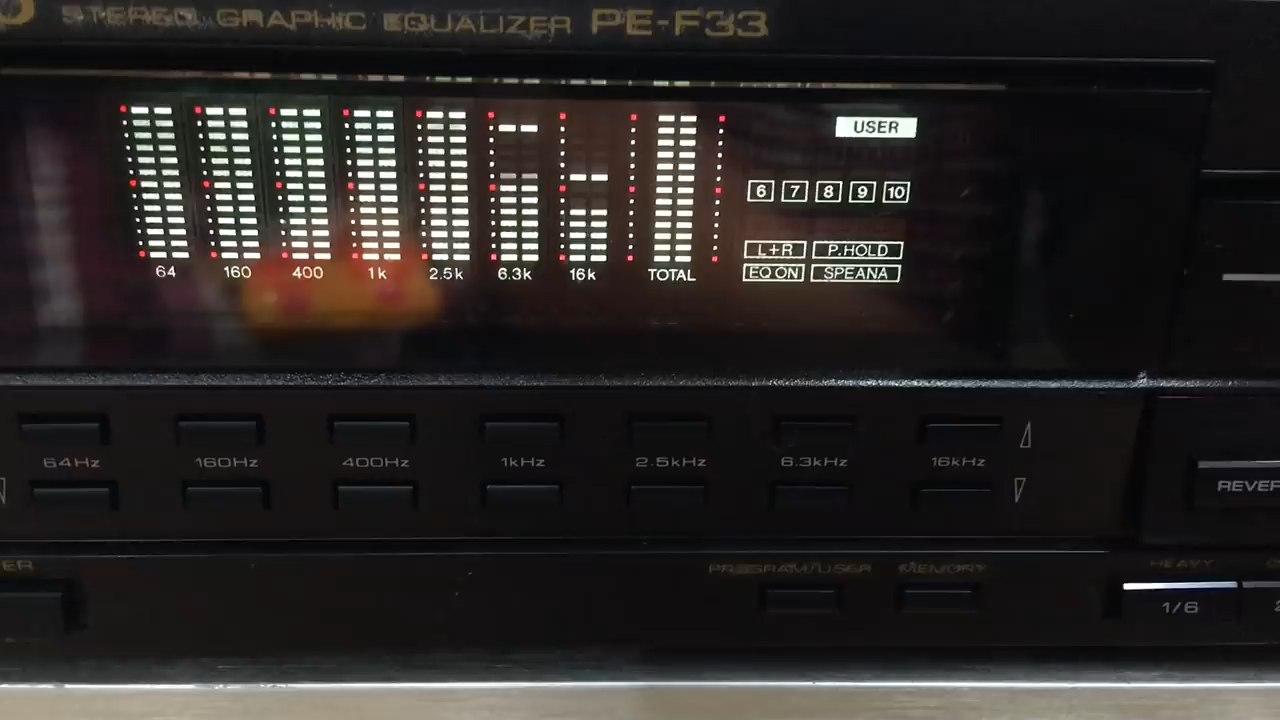 STEREO GRAPHIC EQUALIZER PE-F33
USER
6 7 8 9 10
L+R P.HOLD
EQ ON SPEANA
64 160 400 1k 2.5k 6.3k 16k TOTAL
64Hz 160Hz 400Hz 1kHz 2.5kHz 6.3kHz 16kHz
PROGRAM/USER MEMORY HEAVY
1/6